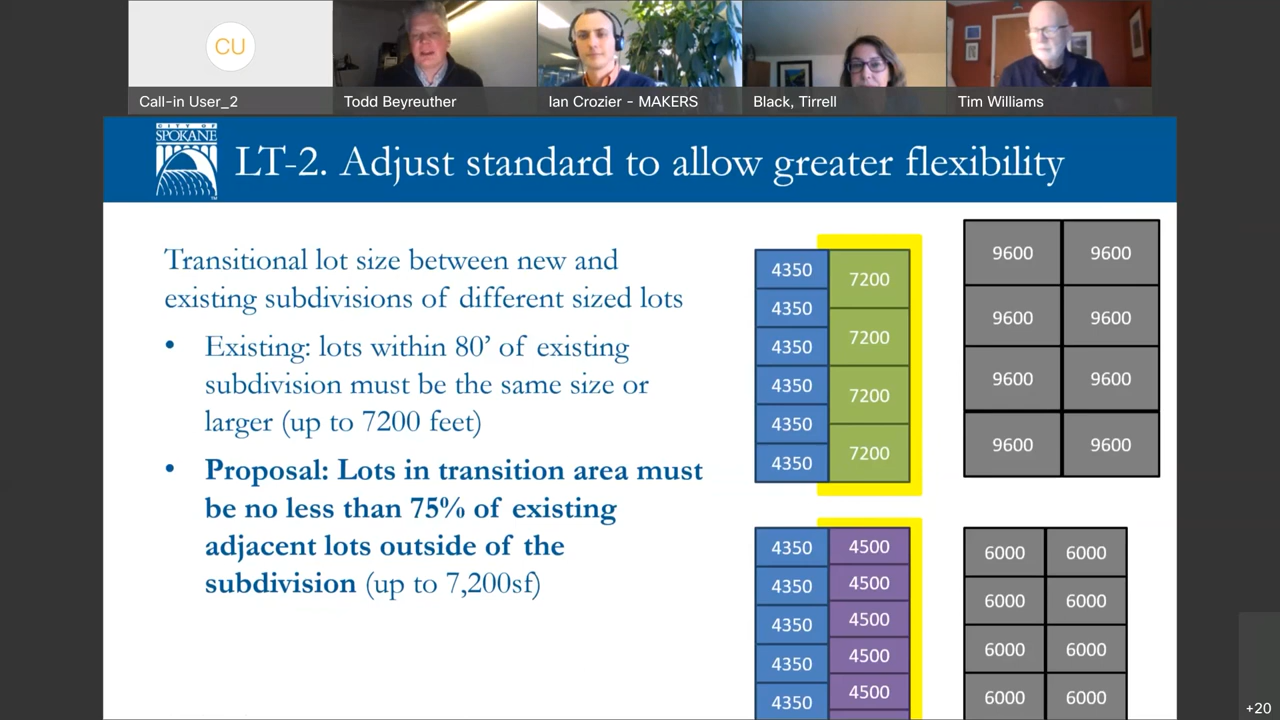 CU
Call-in User_2
Todd Beyreuther
Ian Crozier - MAKERS
Black, Tirrell
Tim Williams
CITY OF
SPOKANE
LT-2. Adjust standard to allow greater flexibility
Transitional lot size between new and
existing subdivisions of different sized lots
• Existing: lots within 80’ of existing
subdivision must be the same size or
larger (up to 7200 feet)
• Proposal: Lots in transition area must
be no less than 75% of existing
adjacent lots outside of the
subdivision (up to 7,200sf)
4350
4350
4350
4350
4350
4350
7200
7200
7200
7200
9600 9600
9600 9600
9600 9600
9600 9600
4350
4350
4350
4350
4350
4500
4500
4500
4500
4500
6000 6000
6000 6000
6000 6000
6000 6000
+20